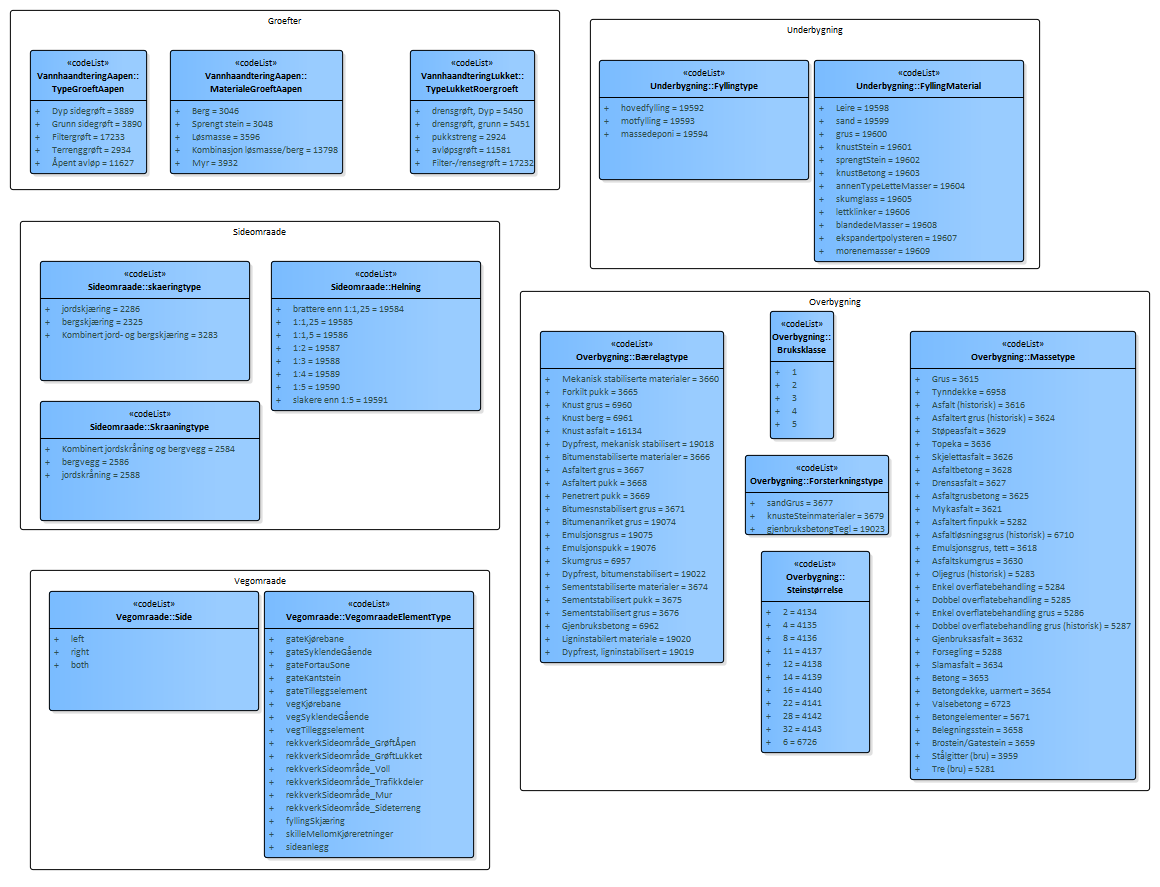 Groefter
«codeList»
VannhaandteringAapen::
TypeGroeftAapen
+ Dyp sidegrøft = 3889
+ Grunn sidegrøft = 3890
+ Filtergrøft = 17233
+ Terrenggrøft = 2934
+ Åpent avløp = 11627
«codeList»
VannhaandteringAapen::
MaterialeGroeftAapen
+ Berg = 3046
+ Sprengt stein = 3048
+ Løsmasse = 3596
+ Kombinasjon løsmasse/berg = 13798
+ Myr = 3932
«codeList»
VannhaandteringLukket::
TypeLukketRoergroft
+ drensgrøft, Dyp = 5450
+ drensgrøft, grunn = 5451
+ pukkstreng = 2924
+ avløpsgrøft = 11581
+ Filter-/rensegrøft = 17232
Underbygning
«codeList»
Underbygning::Fyllingtype
+ hovedfylling = 19592
+ motfylling = 19593
+ massedeponi = 19594
«codeList»
Underbygning::FyllingMaterial
+ Leire = 19598
+ sand = 19599
+ grus = 19600
+ knustStein = 19601
+ sprengtStein = 19602
+ knustBetong = 19603
+ annenTypeLetteMasser = 19604
+ skumglass = 19605
+ lettklinker = 19606
+ blandedeMasser = 19608
+ ekspandertpolysteren = 19607
+ morenemasser = 19609
Sideomraade
«codeList»
Sideomraade::skaeringtype
+ jordskjæring = 2286
+ bergskjæring = 2325
+ Kombinert jord- og bergskjæring = 3283
«codeList»
Sideomraade::Helning
+ brattere enn 1:1,25 = 19584
+ 1:1,25 = 19585
+ 1:1,5 = 19586
+ 1:2 = 19587
+ 1:3 = 19588
+ 1:4 = 19589
+ 1:5 = 19590
+ slakere enn 1:5 = 19591
«codeList»
Sideomraade::Skraaningtype
+ Kombinert jordskråning og bergvegg = 2584
+ bergvegg = 2586
+ jordskråning = 2588
Overbygning
«codeList»
Overbygning::Bærelagtype
+ Mekanisk stabiliserte materialer = 3660
+ Forkilt pukk = 3665
+ Knust grus = 6960
+ Knust berg = 6961
+ Knust asfalt = 16134
+ Dypfrest, mekanisk stabilisert = 19018
+ Bitumenstabiliserte materialer = 3666
+ Asfaltert grus = 3667
+ Asfaltert pukk = 3668
+ Penetrert pukk = 3669
+ Bitumesnstabilisert grus = 3671
+ Bitumenanriket grus = 19074
+ Emulsjonsgrus = 19075
+ Emulsjonspukk = 19076
+ Skumgrus = 6957
+ Dypfrest, bitumenstabilisert = 19022
+ Sementstabiliserte materialer = 3674
+ Sementstabilisert pukk = 3675
+ Sementstabilisert grus = 3676
+ Gjenbruksbetong = 6962
+ Ligninstabilert materiale = 19020
+ Dypfrest, ligninstabilisert = 19019
«codeList»
Overbygning::
Bruksklasse
+ 1
+ 2
+ 3
+ 4
+ 5
«codeList»
Overbygning::Forsterkningstype
+ sandGrus = 3677
+ knusteSteinmaterialer = 3679
+ gjenbruksbetongTegl = 19023
«codeList»
Overbygning::
Steinstørrelse
+ 2 = 4134
+ 4 = 4135
+ 8 = 4136
+ 11 = 4137
+ 12 = 4138
+ 14 = 4139
+ 16 = 4140
+ 22 = 4141
+ 28 = 4142
+ 32 = 4143
+ 6 = 6726
«codeList»
Overbygning::Massetype
+ Grus = 3615
+ Tynndekke = 6958
+ Asfalt (historisk) = 3616
+ Asfaltert grus (historisk) = 3624
+ Støpeasfalt = 3629
+ Topeka = 3636
+ Skjelettasfalt = 3626
+ Asfaltbetong = 3628
+ Drensasfalt = 3627
+ Asfaltgrusbetong = 3625
+ Mykasfalt = 3621
+ Asfaltert finpukk = 5282
+ Asfaltløsningsgrus (historisk) = 6710
+ Emulsjonsgrus, tett = 3618
+ Asfaltskumgrus = 3630
+ Oljegrus (historisk) = 5283
+ Enkel overflatebehandling = 5284
+ Dobbel overflatebehandling = 5285
+ Enkel overflatebehandling grus = 5286
+ Dobbel overflatebehandling grus (historisk) = 5287
+ Gjenbruksasfalt = 3632
+ Forsegling = 5288
+ Slamasfalt = 3634
+ Betong = 3653
+ Betongdekke, uarmert = 3654
+ Valsebetong = 6723
+ Betongelementer = 5671
+ Belegningsstein = 3658
+ Brostein/Gatestein = 3659
+ Stålgitter (bru) = 3959
+ Tre (bru) = 5281
Vegomraade
«codeList»
Vegomraade::Side
+ left
+ right
+ both
«codeList»
Vegomraade::VegomraadeElementType
+ gateKjørebane
+ gateSyklendeGående
+ gateFortauSone
+ gateKantstein
+ gateTilleggselement
+ vegKjørebane
+ vegSyklendeGående
+ vegTilleggselement
+ rekkverkSideområde_GrøftÅpen
+ rekkverkSideområde_GrøftLukket
+ rekkverkSideområde_Voll
+ rekkverkSideområde_Trafikkdeler
+ rekkverkSideområde_Mur
+ rekkverkSideområde_Sideterreng
+ fyllingSkjæring
+ skilleMellomKjøreretninger
+ sideanlegg